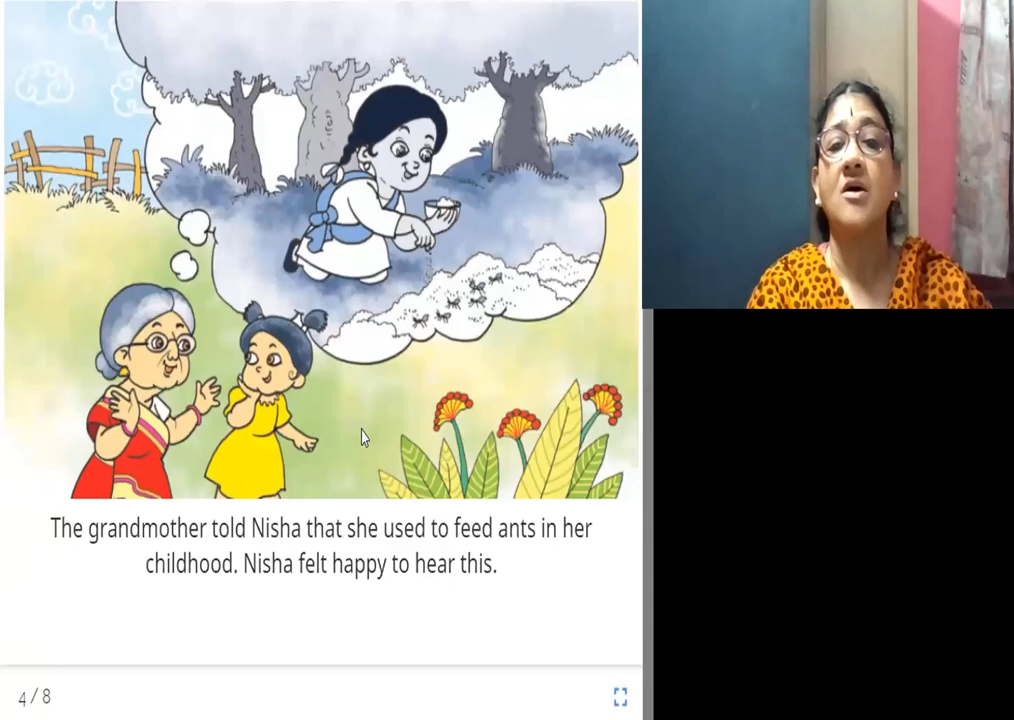 The grandmother told Nisha that she used to feed ants in her
childhood. Nisha felt happy to hear this.
4 / 8